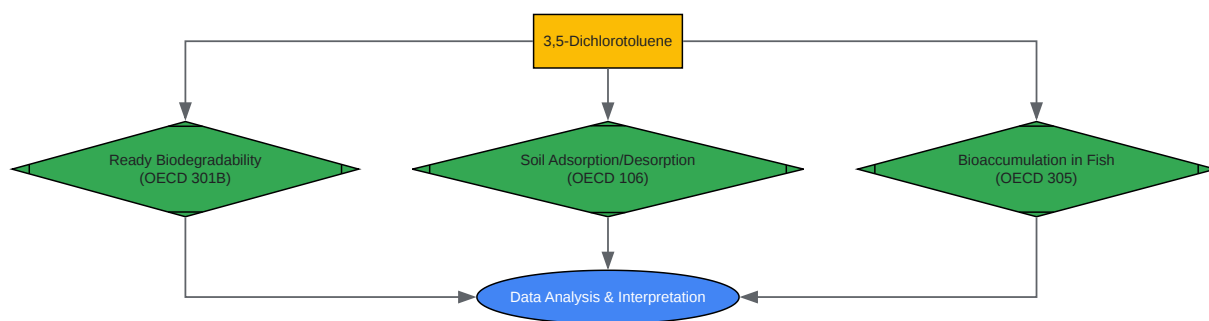 3,5-Dichlorotoluene
Ready Biodegradability
(OECD 301B)
Soil Adsorption/Desorption
(OECD 106)
Bioaccumulation in Fish
(OECD 305)
Data Analysis & Interpretation